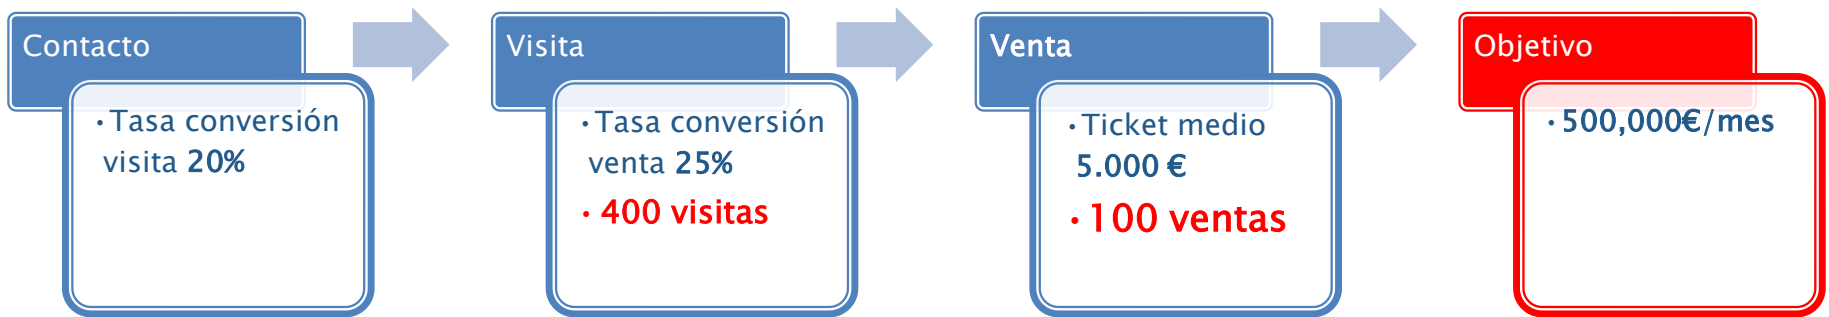 Contacto
• Tasa conversión
visita 20%
Visita
• Tasa conversión
venta 25%
• 400 visitas
Venta
• Ticket medio
5.000 €
• 100 ventas
Objetivo
• 500,000€/mes